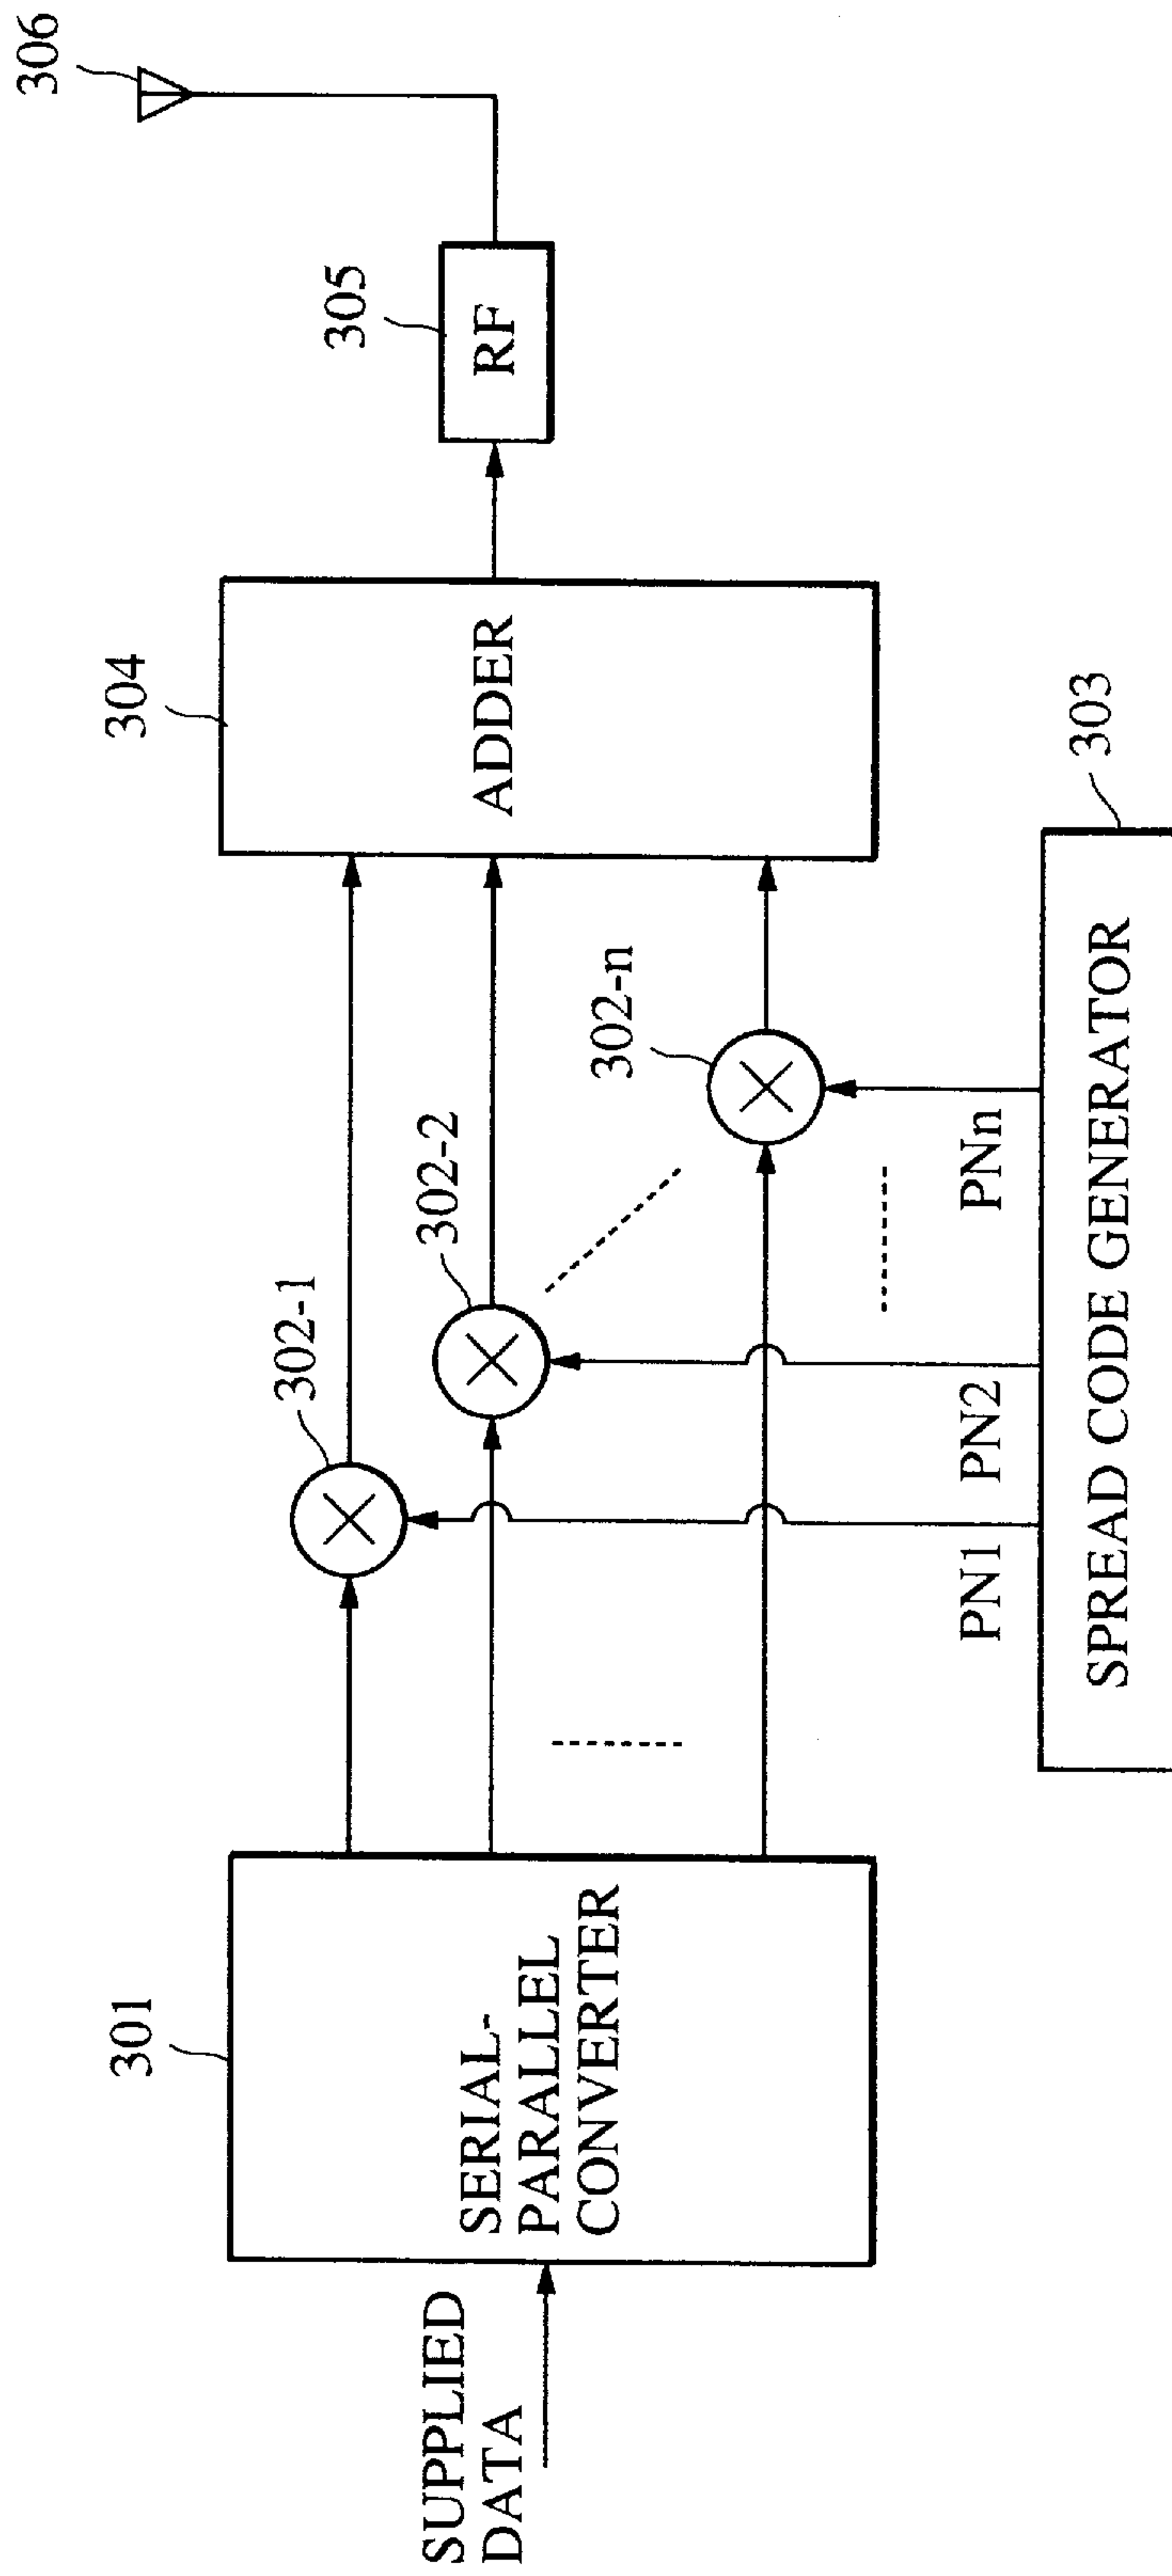 306
305
RF
304
ADDER
303
302-n
302-2
302-1
PN1
PN2
PNn
SPREAD CODE GENERATOR
301
SERIAL-
PARALLEL
CONVERTER
SUPPLIED
DATA